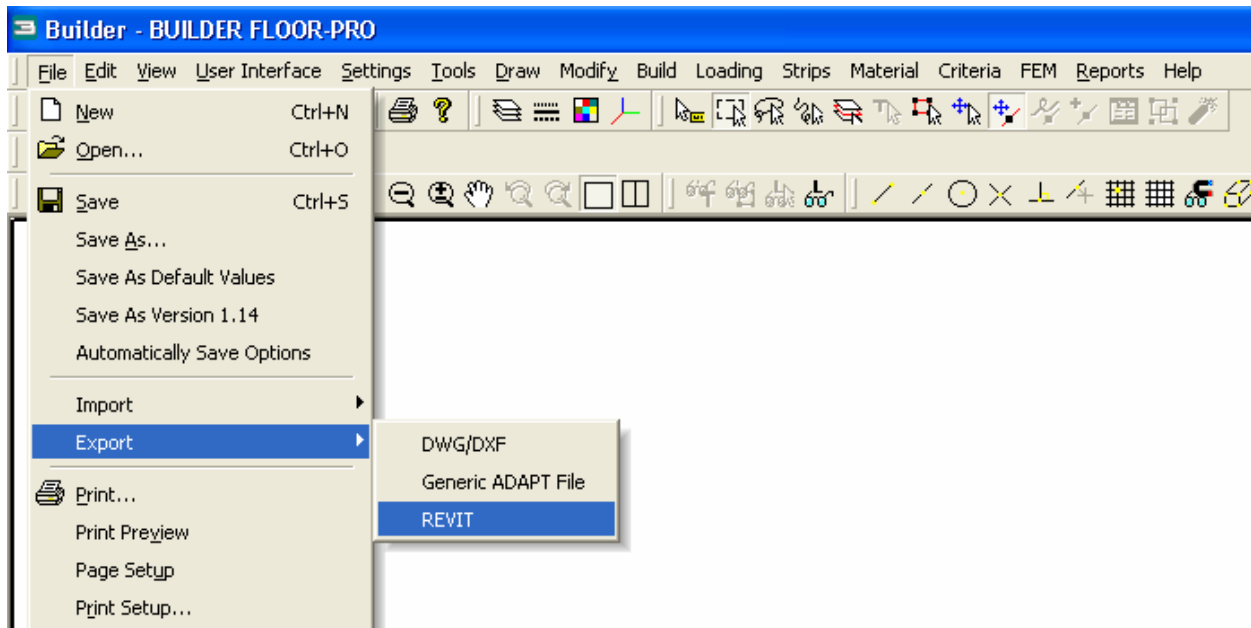 Builder - BUILDER FLOOR-PRO
File Edit View User Interface Settings Tools Draw Modify Build Loading Strips Material Criteria FEM Reports Help
New Ctrl+N
Open... Ctrl+O
Save Ctrl+S
Save As...
Save As Default Values
Save As Version 1.14
Automatically Save Options
Import
Export
DWG/DXF
Generic ADAPT File
REVIT
Print...
Print Preview
Page Setup
Print Setup...